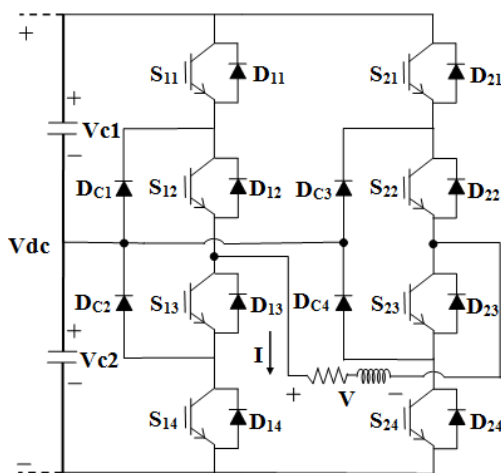 + +
S11 D11 S21 D21
+
Vc1
−
DC1 S12 D12 DC3 S22 D22
Vdc
+
DC2 S13 D13 DC4 S23 D23
Vc2 I
− + V −
S14 D14 S24 D24
− −